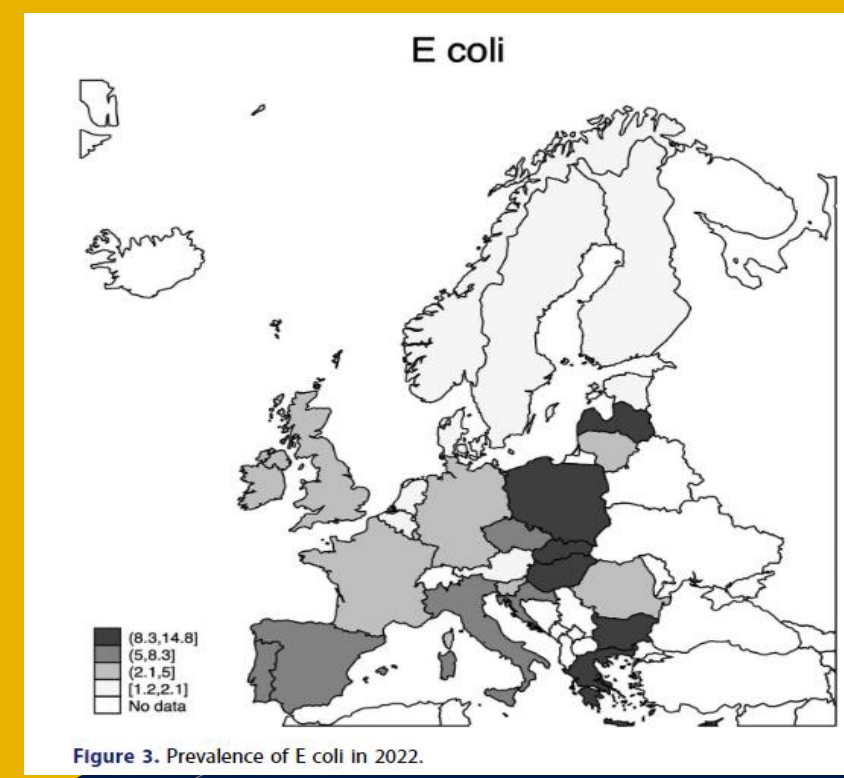 E coli
(8.3,14.8]
(5,8.3]
(2.1,5]
[1.2,2.1]
No data
Figure 3. Prevalence of E coli in 2022.